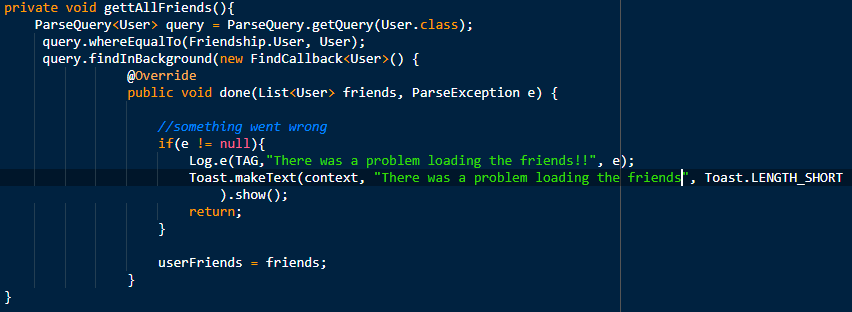 private void gettAllFriends(){
    ParseQuery<User> query = ParseQuery.getQuery(User.class);
     query.whereEqualTo(Friendship.User, User);
     query.findInBackground(new FindCallback<User>() {
                @Override
                public void done(List<User> friends, ParseException e) {

                    //something went wrong
                    if(e != null){
                        Log.e(TAG,"There was a problem loading the friends!!", e);
                        Toast.makeText(context, "There was a problem loading the friends", Toast.LENGTH_SHORT
                            ).show();
                        return;
                    }

                    userFriends = friends;
                }
}